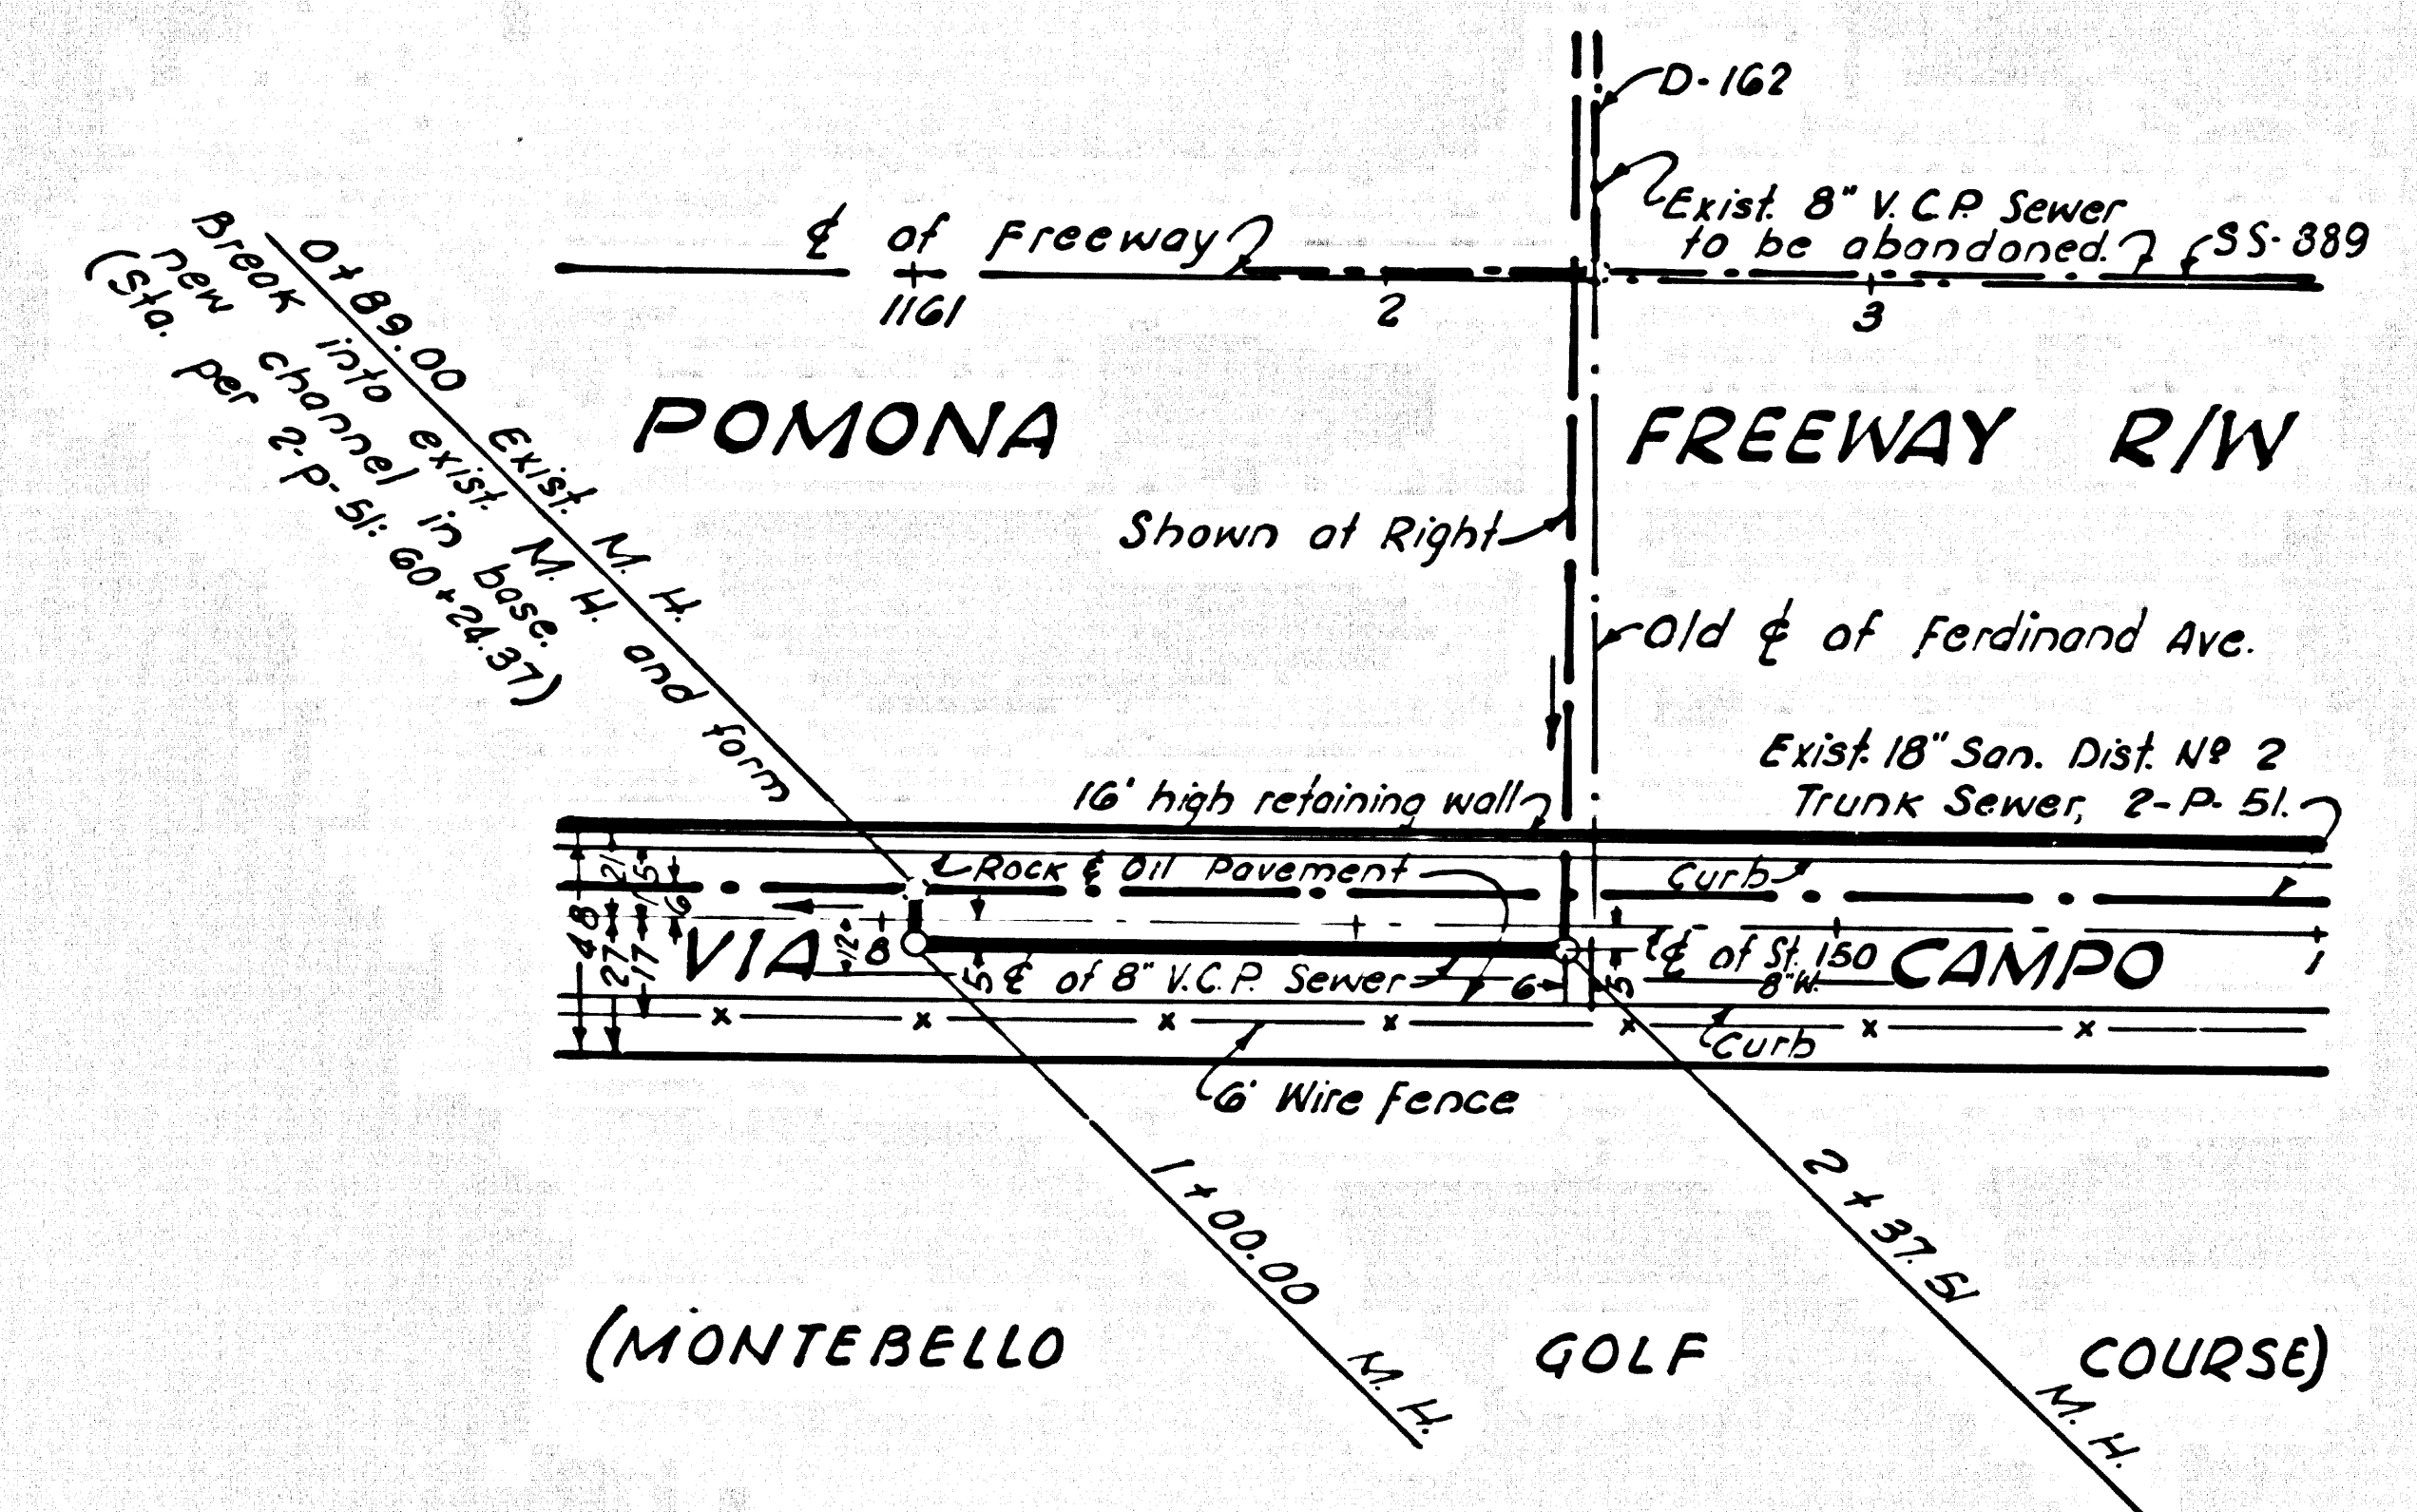 D-162
Exist. 8" V.C.P. Sewer
to be abandoned.
SS-389
℄ of Freeway
1161
2
3
0+89.00 Exist. M. H.
Break into exist. M. H. and form
new channel in base.
(Sta. per 2-P-51: 60+24.37)
POMONA FREEWAY R/W
Shown at Right
Old ℄ of Ferdinand Ave.
Exist. 18" San. Dist. Nº 2
Trunk Sewer, 2-P-51.
16' high retaining wall
Rock & Oil Pavement
Curb
48
21
27
15
17
6
VIA
12
8
5
℄ of 8" V.C.P. Sewer
6
5
℄ of St. 150
8"W.
CAMPO
1
Curb
6' Wire Fence
1+00.00 M. H.
2+37.51 M. H.
(MONTEBELLO GOLF COURSE)